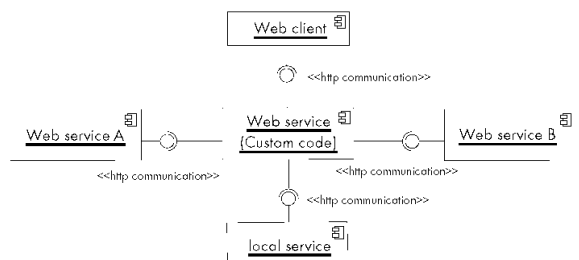 Web client
<<http communication>>
Web service A
Web service
[Custom code]
Web service B
<<http communication>>
<<http communication>>
<<http communication>>
local service